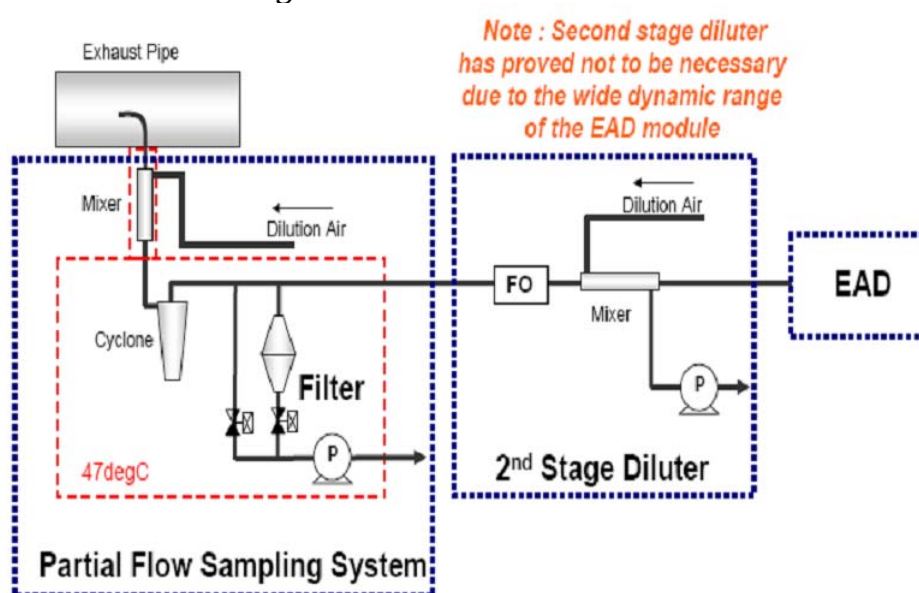 Exhaust Pipe
Note : Second stage diluter
has proved not to be necessary
due to the wide dynamic range
of the EAD module
Mixer
Dilution Air
Dilution Air
FO
Mixer
EAD
Cyclone
Filter
P
P
47degC
2nd Stage Diluter
Partial Flow Sampling System